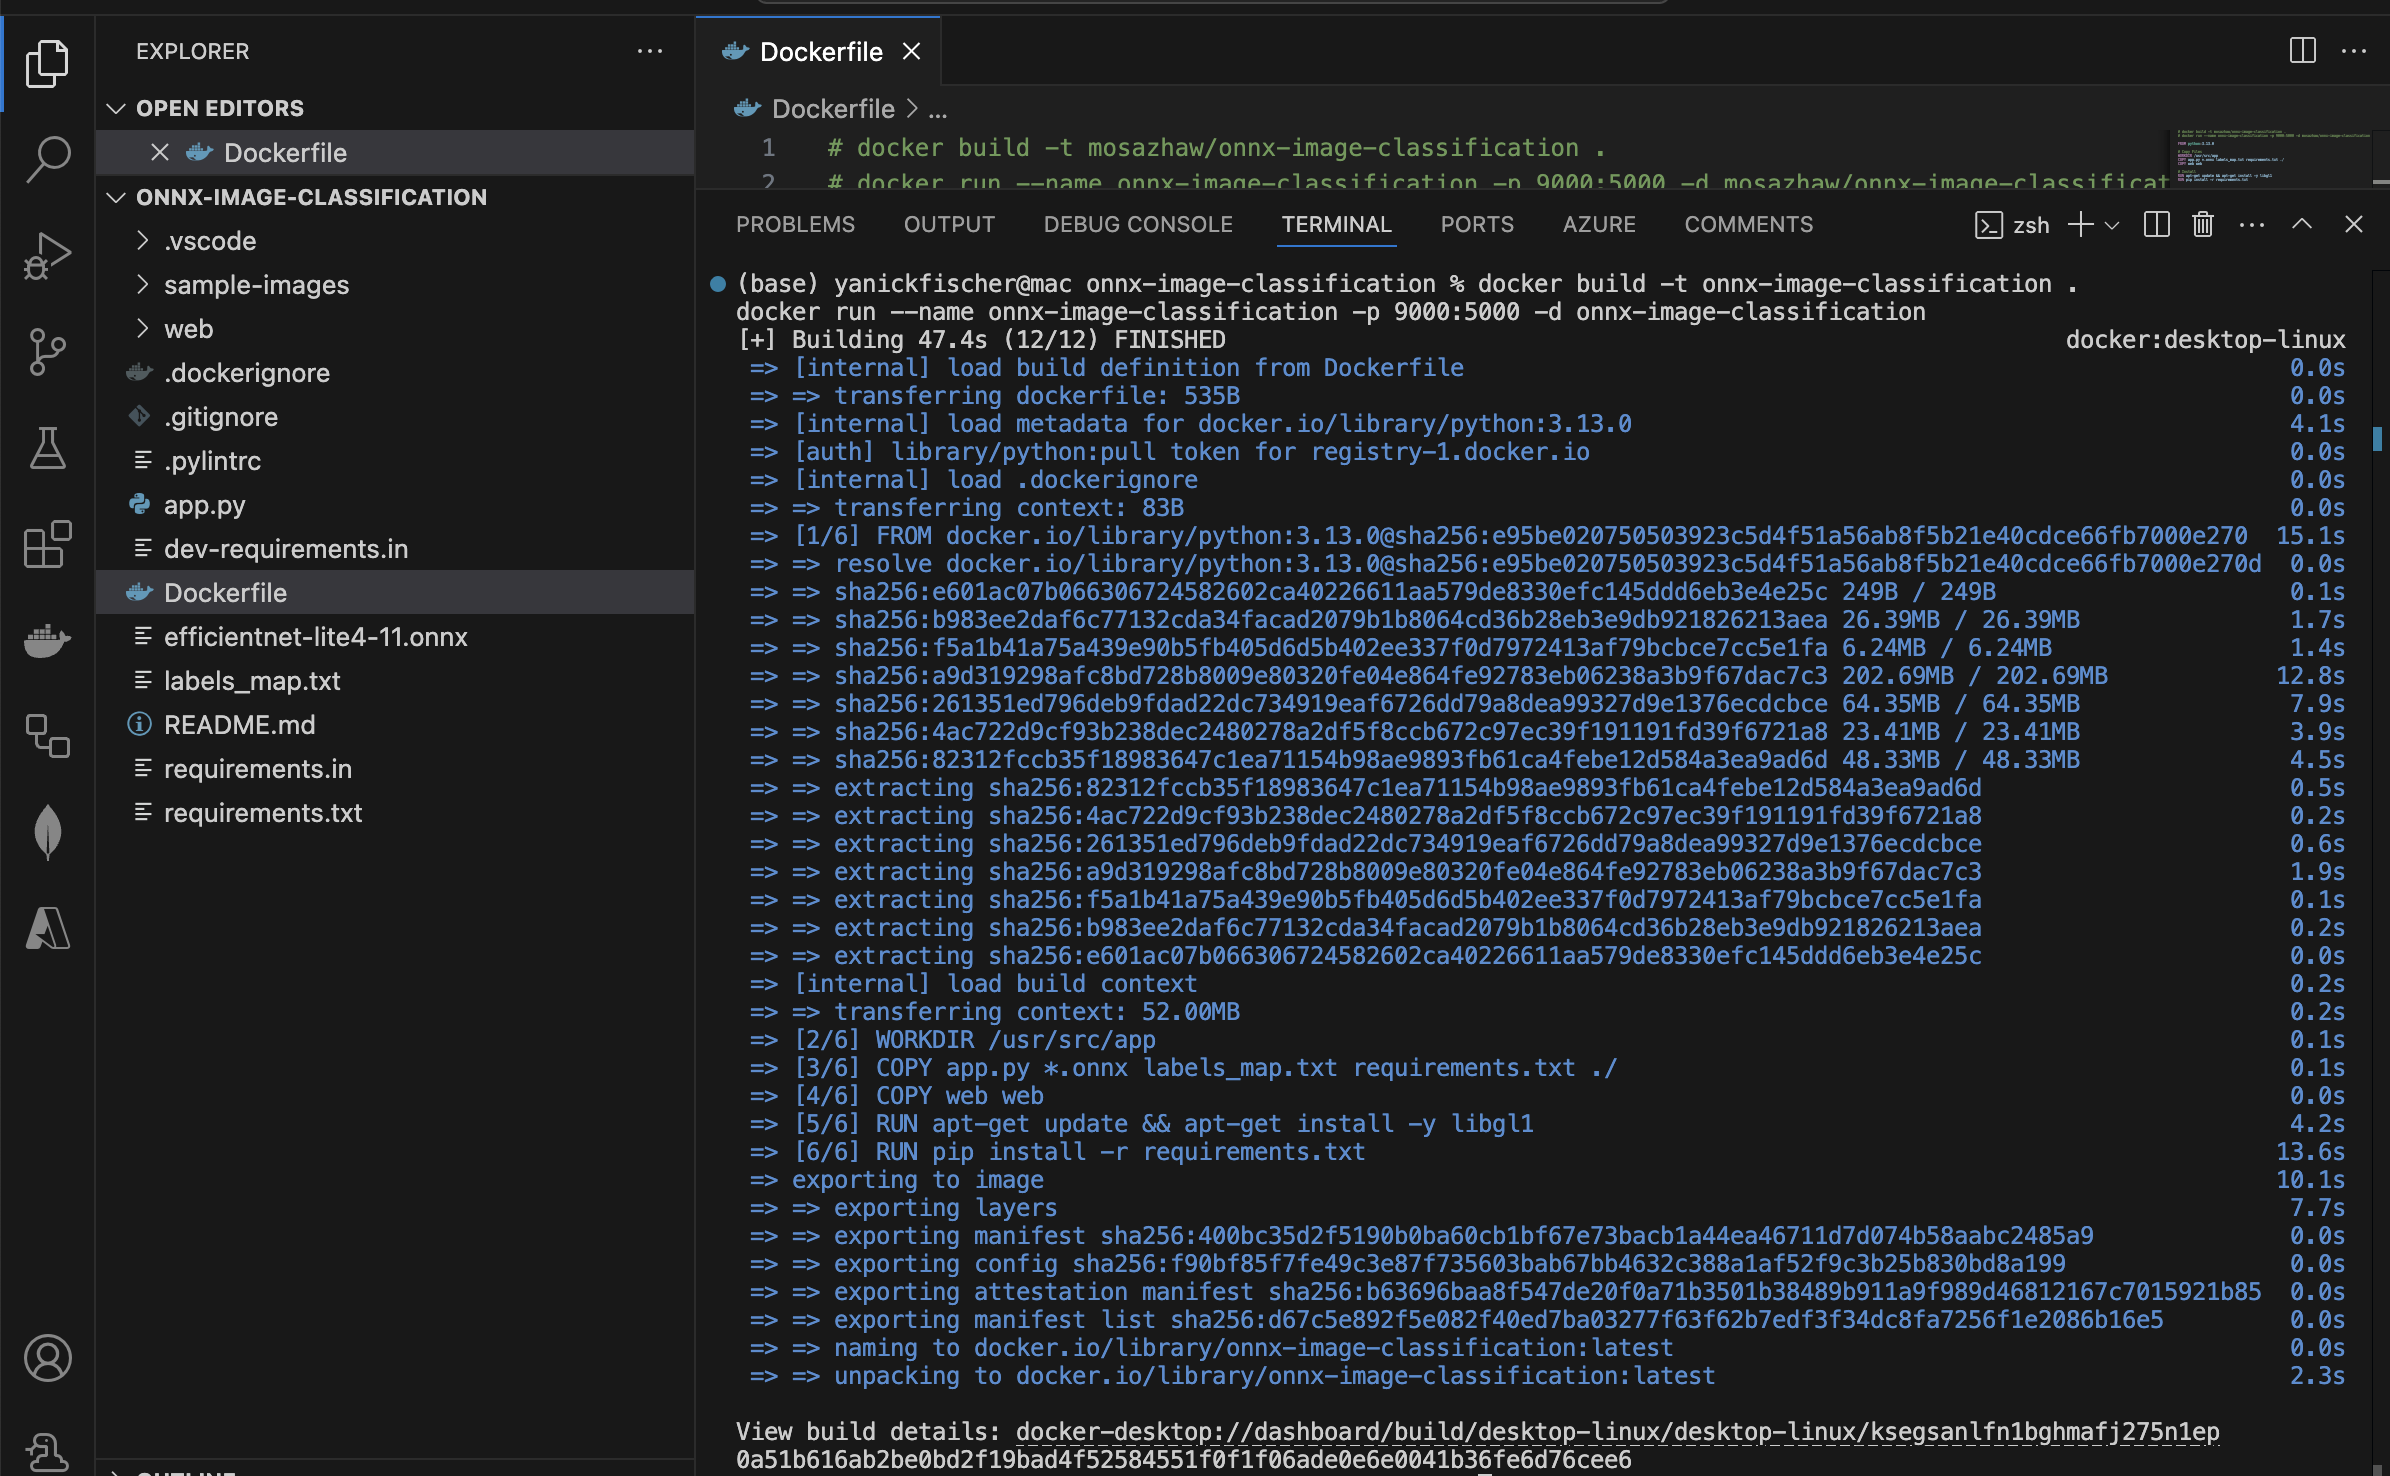 EXPLORER
OPEN EDITORS
Dockerfile
ONNX-IMAGE-CLASSIFICATION
.vscode
sample-images
web
.dockerignore
.gitignore
.pylintrc
app.py
dev-requirements.in
Dockerfile
efficientnet-lite4-11.onnx
labels_map.txt
README.md
requirements.in
requirements.txt
OUTLINE
Dockerfile
Dockerfile > ...
1 # docker build -t mosazhaw/onnx-image-classification .
2 # docker run --name onnx-image-classification -p 9000:5000 -d mosazhaw/onnx-image-classificat
PROBLEMS OUTPUT DEBUG CONSOLE TERMINAL PORTS AZURE COMMENTS zsh
(base) yanickfischer@mac onnx-image-classification % docker build -t onnx-image-classification .
docker run --name onnx-image-classification -p 9000:5000 -d onnx-image-classification
[+] Building 47.4s (12/12) FINISHED docker:desktop-linux
=> [internal] load build definition from Dockerfile 0.0s
=> => transferring dockerfile: 535B 0.0s
=> [internal] load metadata for docker.io/library/python:3.13.0 4.1s
=> [auth] library/python:pull token for registry-1.docker.io 0.0s
=> [internal] load .dockerignore 0.0s
=> => transferring context: 83B 0.0s
=> [1/6] FROM docker.io/library/python:3.13.0@sha256:e95be020750503923c5d4f51a56ab8f5b21e40cdce66fb7000e270 15.1s
=> => resolve docker.io/library/python:3.13.0@sha256:e95be020750503923c5d4f51a56ab8f5b21e40cdce66fb7000e270d 0.0s
=> => sha256:e601ac07b066306724582602ca40226611aa579de8330efc145ddd6eb3e4e25c 249B / 249B 0.1s
=> => sha256:b983ee2daf6c77132cda34facad2079b1b8064cd36b28eb3e9db921826213aea 26.39MB / 26.39MB 1.7s
=> => sha256:f5a1b41a75a439e90b5fb405d6d5b402ee337f0d7972413af79bcbce7cc5e1fa 6.24MB / 6.24MB 1.4s
=> => sha256:a9d319298afc8bd728b8009e80320fe04e864fe92783eb06238a3b9f67dac7c3 202.69MB / 202.69MB 12.8s
=> => sha256:261351ed796deb9fdad22dc734919eaf6726dd79a8dea99327d9e1376ecdcbce 64.35MB / 64.35MB 7.9s
=> => sha256:4ac722d9cf93b238dec2480278a2df5f8ccb672c97ec39f191191fd39f6721a8 23.41MB / 23.41MB 3.9s
=> => sha256:82312fccb35f18983647c1ea71154b98ae9893fb61ca4febe12d584a3ea9ad6d 48.33MB / 48.33MB 4.5s
=> => extracting sha256:82312fccb35f18983647c1ea71154b98ae9893fb61ca4febe12d584a3ea9ad6d 0.5s
=> => extracting sha256:4ac722d9cf93b238dec2480278a2df5f8ccb672c97ec39f191191fd39f6721a8 0.2s
=> => extracting sha256:261351ed796deb9fdad22dc734919eaf6726dd79a8dea99327d9e1376ecdcbce 0.6s
=> => extracting sha256:a9d319298afc8bd728b8009e80320fe04e864fe92783eb06238a3b9f67dac7c3 1.9s
=> => extracting sha256:f5a1b41a75a439e90b5fb405d6d5b402ee337f0d7972413af79bcbce7cc5e1fa 0.1s
=> => extracting sha256:b983ee2daf6c77132cda34facad2079b1b8064cd36b28eb3e9db921826213aea 0.2s
=> => extracting sha256:e601ac07b066306724582602ca40226611aa579de8330efc145ddd6eb3e4e25c 0.0s
=> [internal] load build context 0.2s
=> => transferring context: 52.00MB 0.2s
=> [2/6] WORKDIR /usr/src/app 0.1s
=> [3/6] COPY app.py *.onnx labels_map.txt requirements.txt ./ 0.1s
=> [4/6] COPY web web 0.0s
=> [5/6] RUN apt-get update && apt-get install -y libgl1 4.2s
=> [6/6] RUN pip install -r requirements.txt 13.6s
=> exporting to image 10.1s
=> => exporting layers 7.7s
=> => exporting manifest sha256:400bc35d2f5190b0ba60cb1bf67e73bacb1a44ea46711d7d074b58aabc2485a9 0.0s
=> => exporting config sha256:f90bf85f7fe49c3e87f735603bab67bb4632c388a1af52f9c3b25b830bd8a199 0.0s
=> => exporting attestation manifest sha256:b63696baa8f547de20f0a71b3501b38489b911a9f989d46812167c7015921b85 0.0s
=> => exporting manifest list sha256:d67c5e892f5e082f40ed7ba03277f63f62b7edf3f34dc8fa7256f1e2086b16e5 0.0s
=> => naming to docker.io/library/onnx-image-classification:latest 0.0s
=> => unpacking to docker.io/library/onnx-image-classification:latest 2.3s
View build details: docker-desktop://dashboard/build/desktop-linux/desktop-linux/ksegsanlfn1bghmafj275n1ep
0a51b616ab2be0bd2f19bad4f52584551f0f1f06ade0e6e0041b36fe6d76cee6